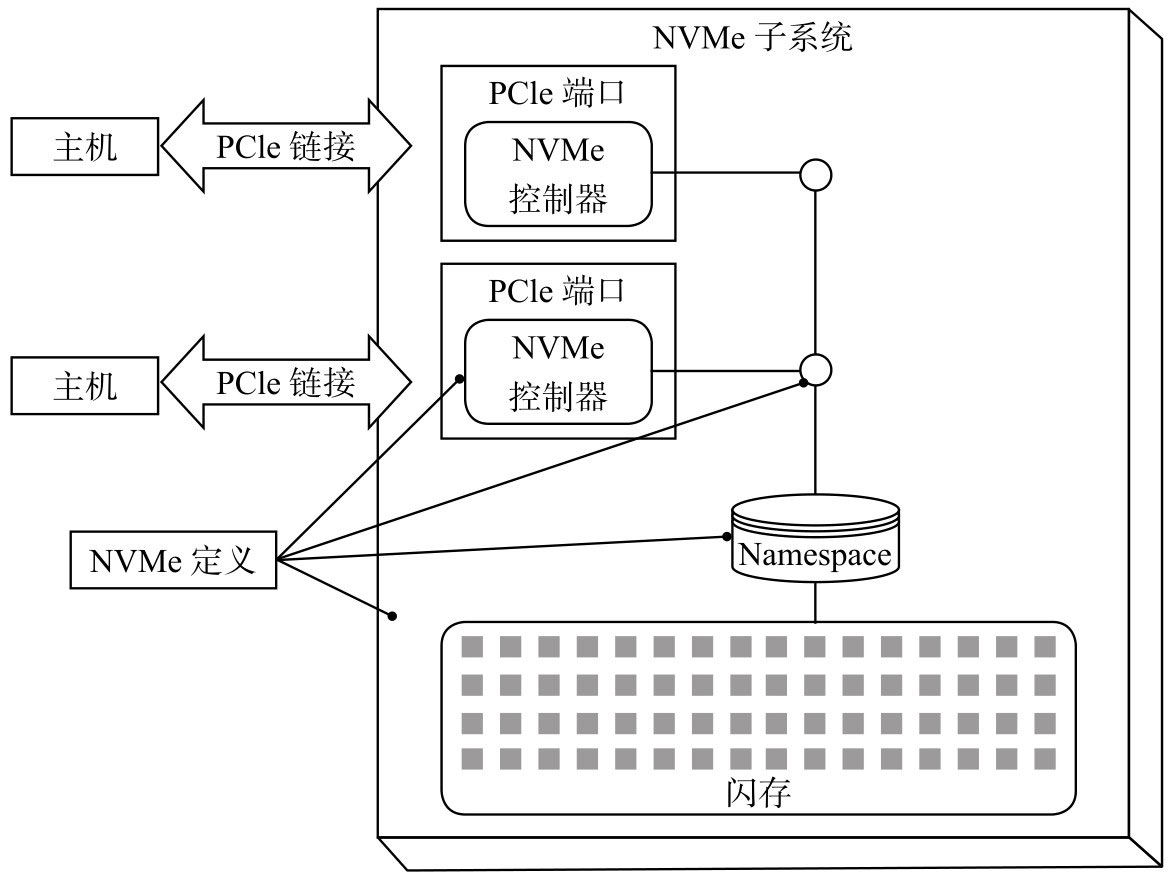 NVMe 子系统
PCle 端口
NVMe
控制器
主机
PCle 链接
PCle 端口
NVMe
控制器
主机
PCle 链接
NVMe 定义
Namespace
闪存